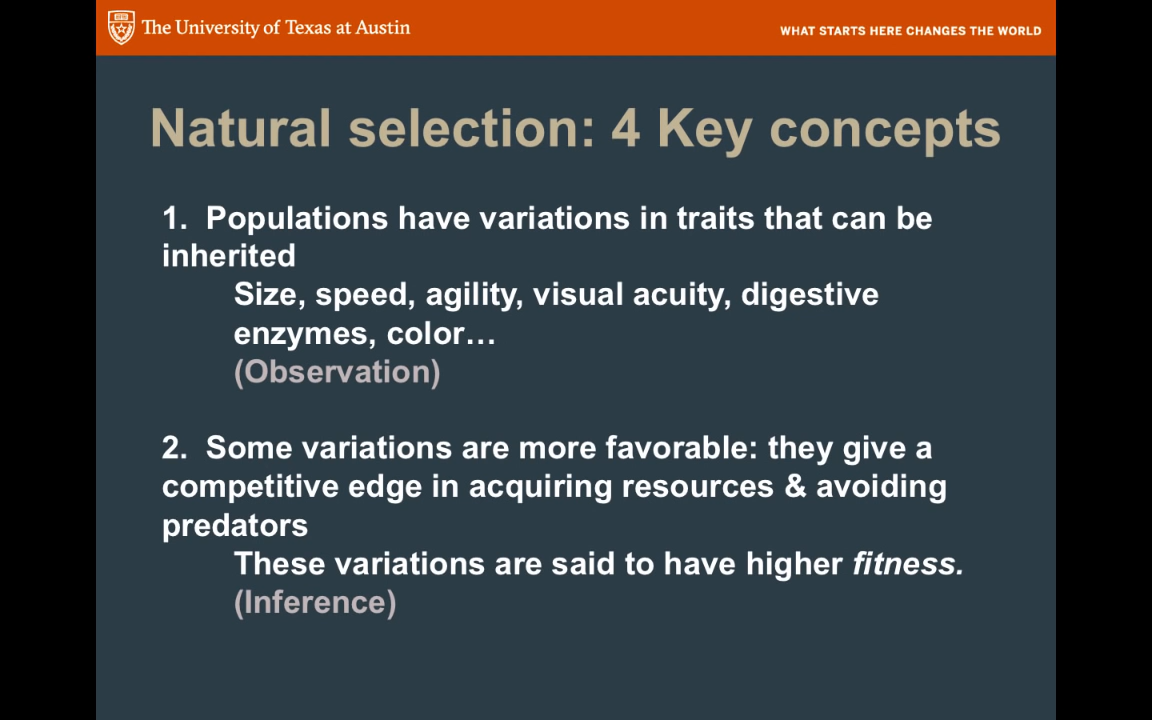 The University of Texas at Austin
WHAT STARTS HERE CHANGES THE WORLD
Natural selection: 4 Key concepts
1. Populations have variations in traits that can be
inherited
Size, speed, agility, visual acuity, digestive
enzymes, color…
(Observation)
2. Some variations are more favorable: they give a
competitive edge in acquiring resources & avoiding
predators
These variations are said to have higher fitness.
(Inference)